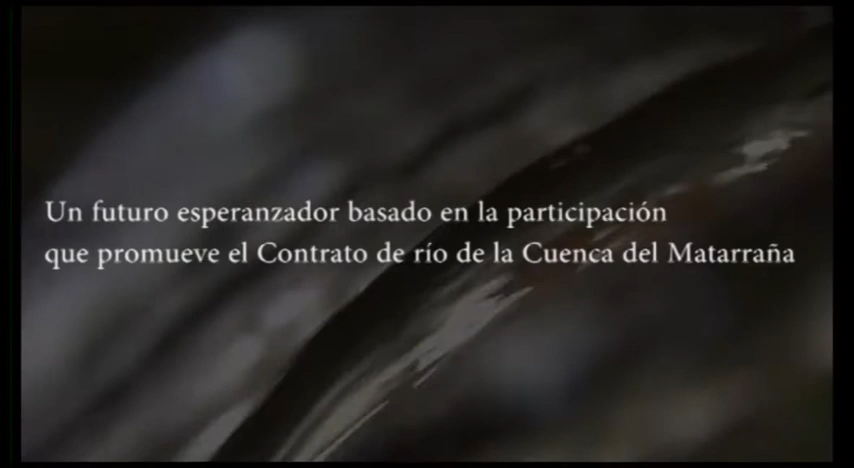 Un futuro esperanzador basado en la participación
que promueve el Contrato de río de la Cuenca del Matarraña